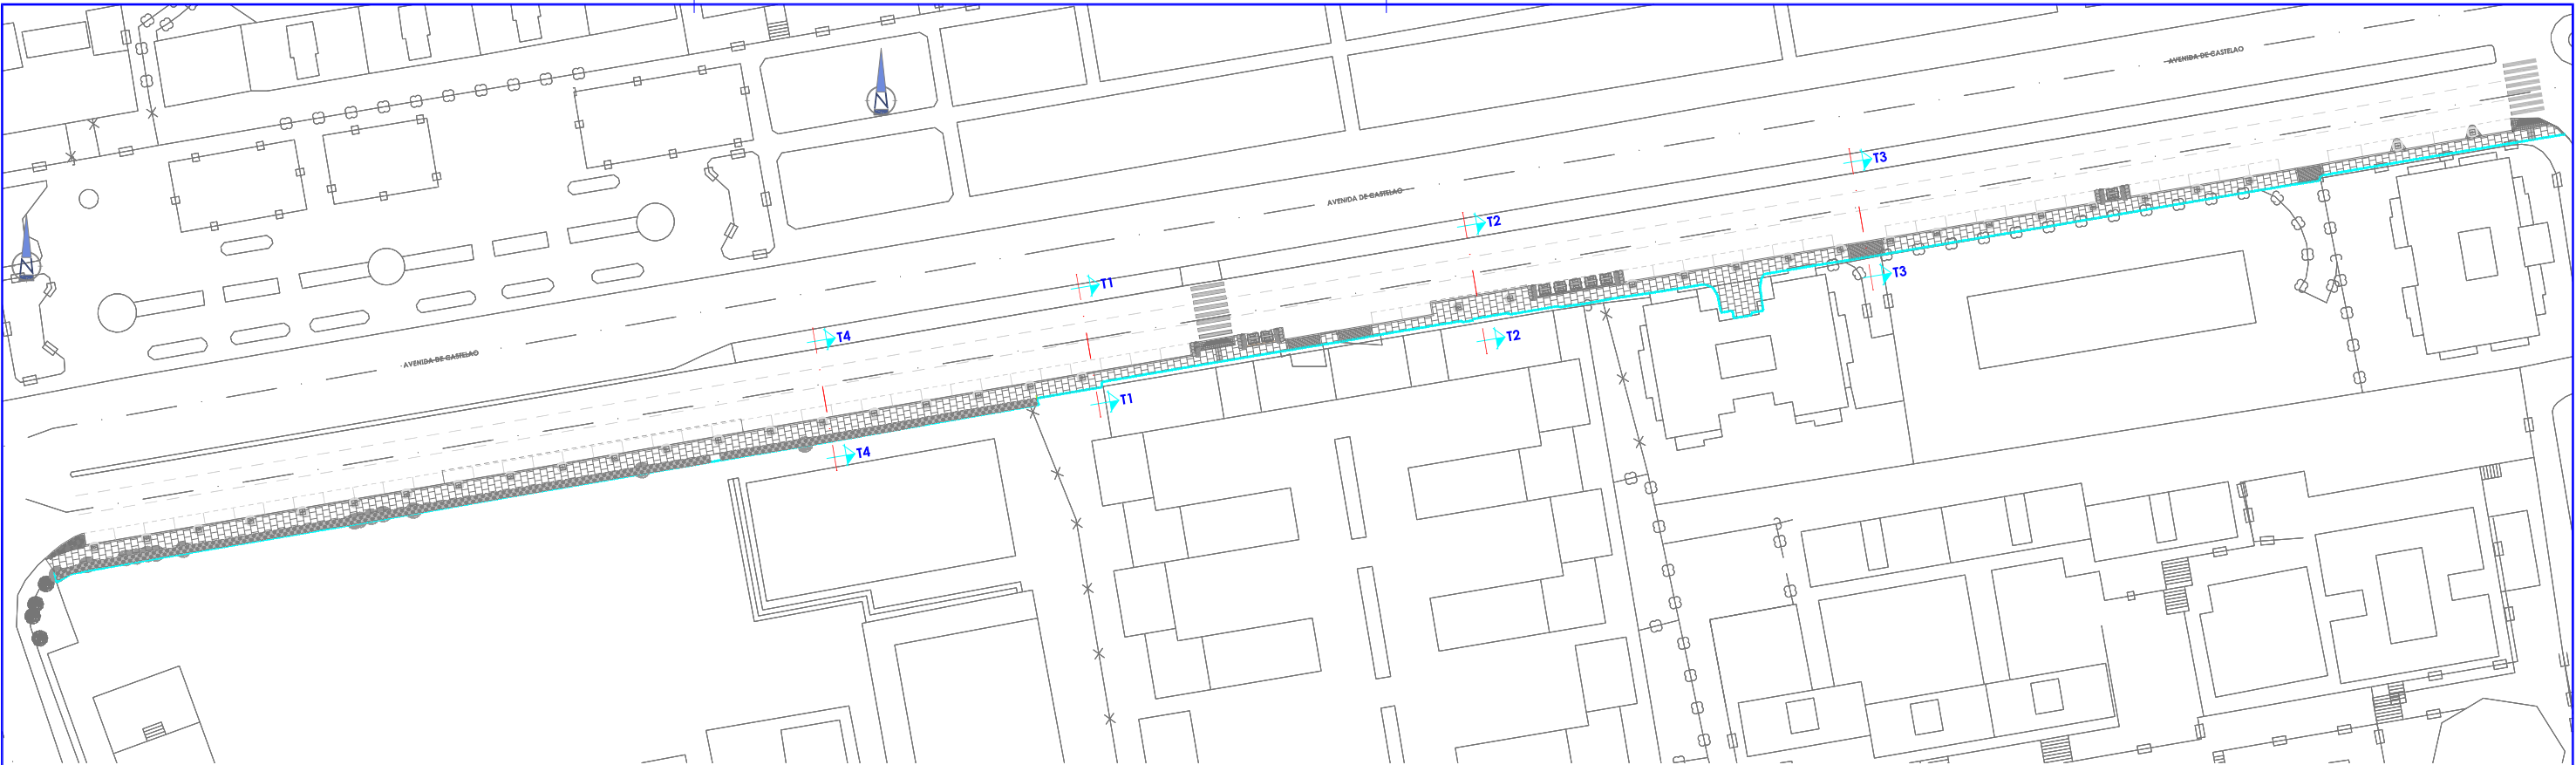 AVENIDA DE CASTELAO
N
T3
AVENIDA DE CASTELAO
T2
N
T3
T1
T4
T2
AVENIDA DE CASTELAO
T1
T4